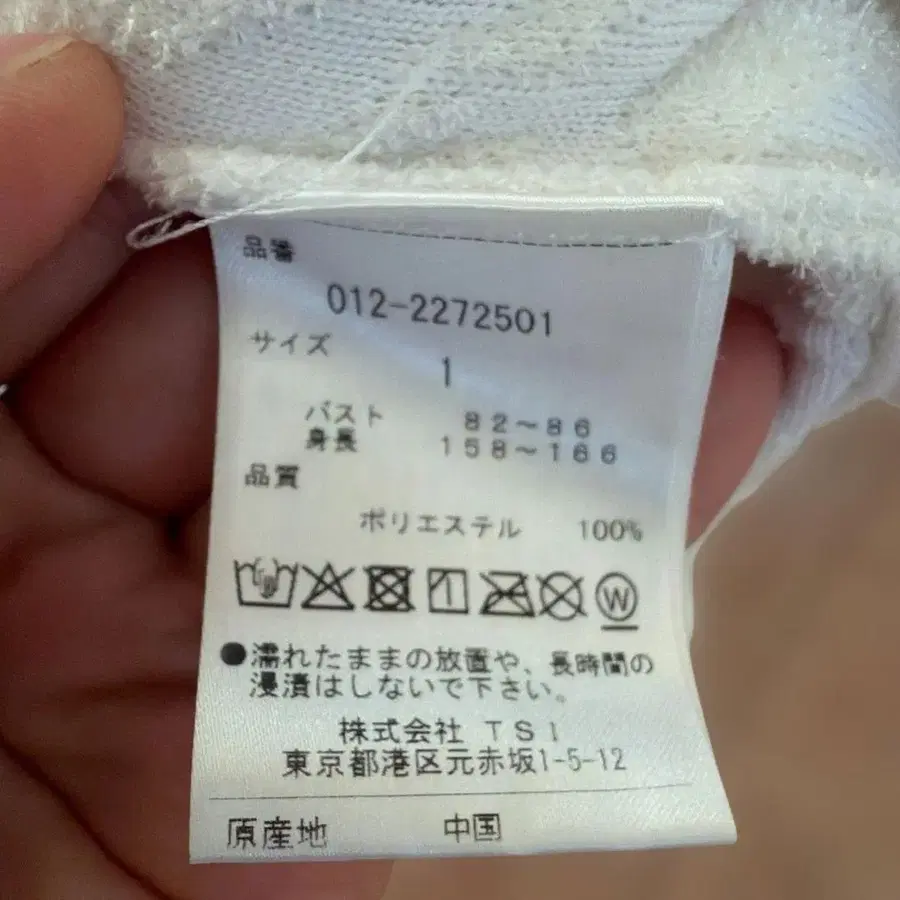 品番
012-2272501
サイズ
1
バスト 82～86
身長 158～166
品質
ポリエステル 100%
W
●濡れたままの放置や、長時間の
浸漬はしないで下さい。
株式会社 TSI
東京都港区元赤坂1-5-12
原産地 中国